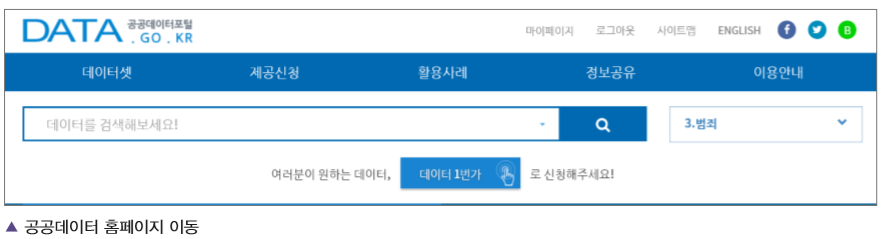 DATA 공공데이터포털
. GO . KR
마이페이지 로그아웃 사이트맵 ENGLISH f B
데이터셋 제공신청 활용사례 정보공유 이용안내
데이터를 검색해보세요! 3.범죄
여러분이 원하는 데이터, 데이터 1번가 로 신청해주세요!
▲ 공공데이터 홈페이지 이동